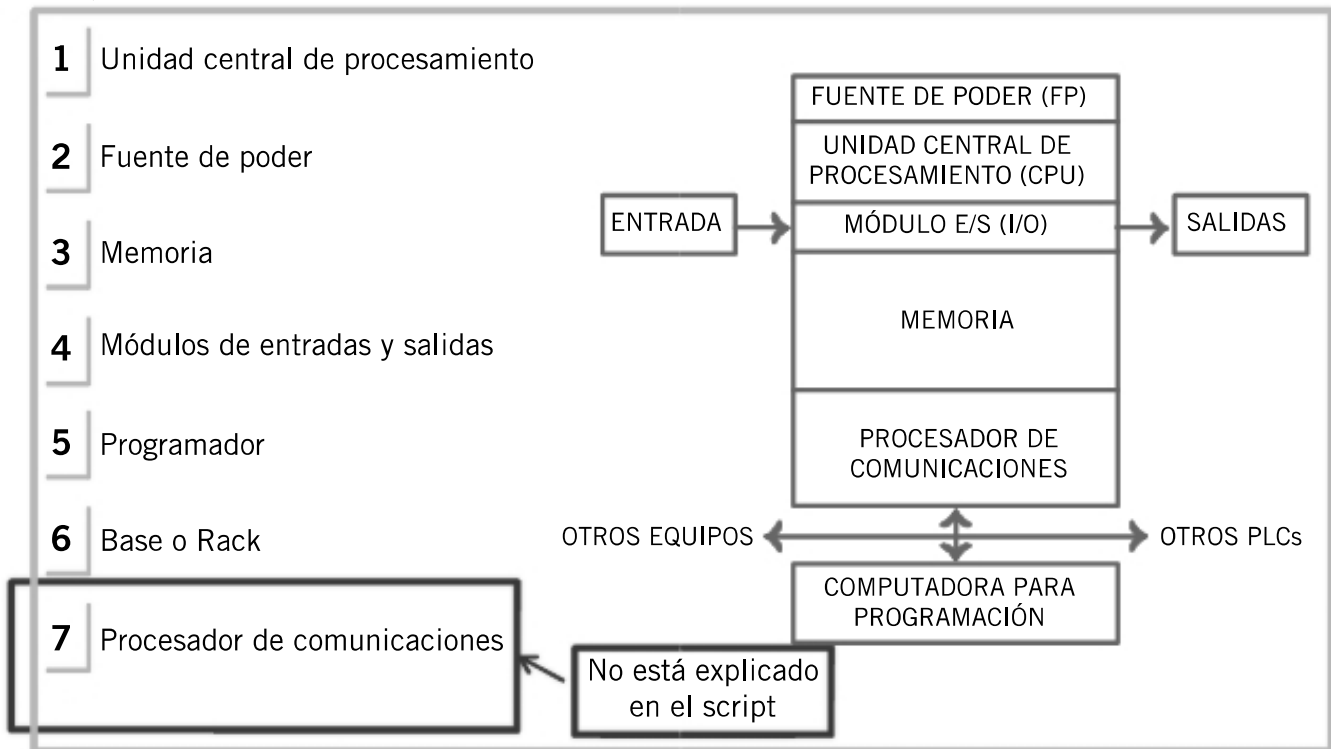 1 Unidad central de procesamiento
2 Fuente de poder
3 Memoria
4 Módulos de entradas y salidas
5 Programador
6 Base o Rack
7 Procesador de comunicaciones
No está explicado
en el script
FUENTE DE PODER (FP)
UNIDAD CENTRAL DE
PROCESAMIENTO (CPU)
ENTRADA
MÓDULO E/S (I/O)
SALIDAS
MEMORIA
PROCESADOR DE
COMUNICACIONES
OTROS EQUIPOS
OTROS PLCs
COMPUTADORA PARA
PROGRAMACIÓN